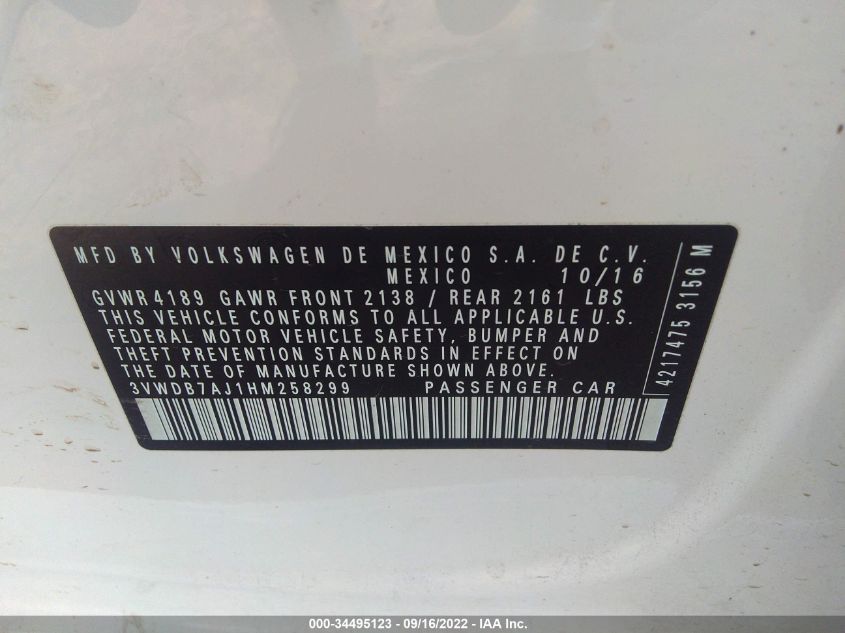 MFD BY VOLKSWAGEN DE MEXICO S.A. DE C.V.
MEXICO 10/16
GVWR 4189 GAWR FRONT 2138 / REAR 2161 LBS
THIS VEHICLE CONFORMS TO ALL APPLICABLE U.S.
FEDERAL MOTOR VEHICLE SAFETY, BUMPER AND
THEFT PREVENTION STANDARDS IN EFFECT ON
THE DATE OF MANUFACTURE SHOWN ABOVE.
3VWDB7AJ1HM258299 PASSENGER CAR
4217475 3156 M
000-34495123 - 09/16/2022 - IAA Inc.